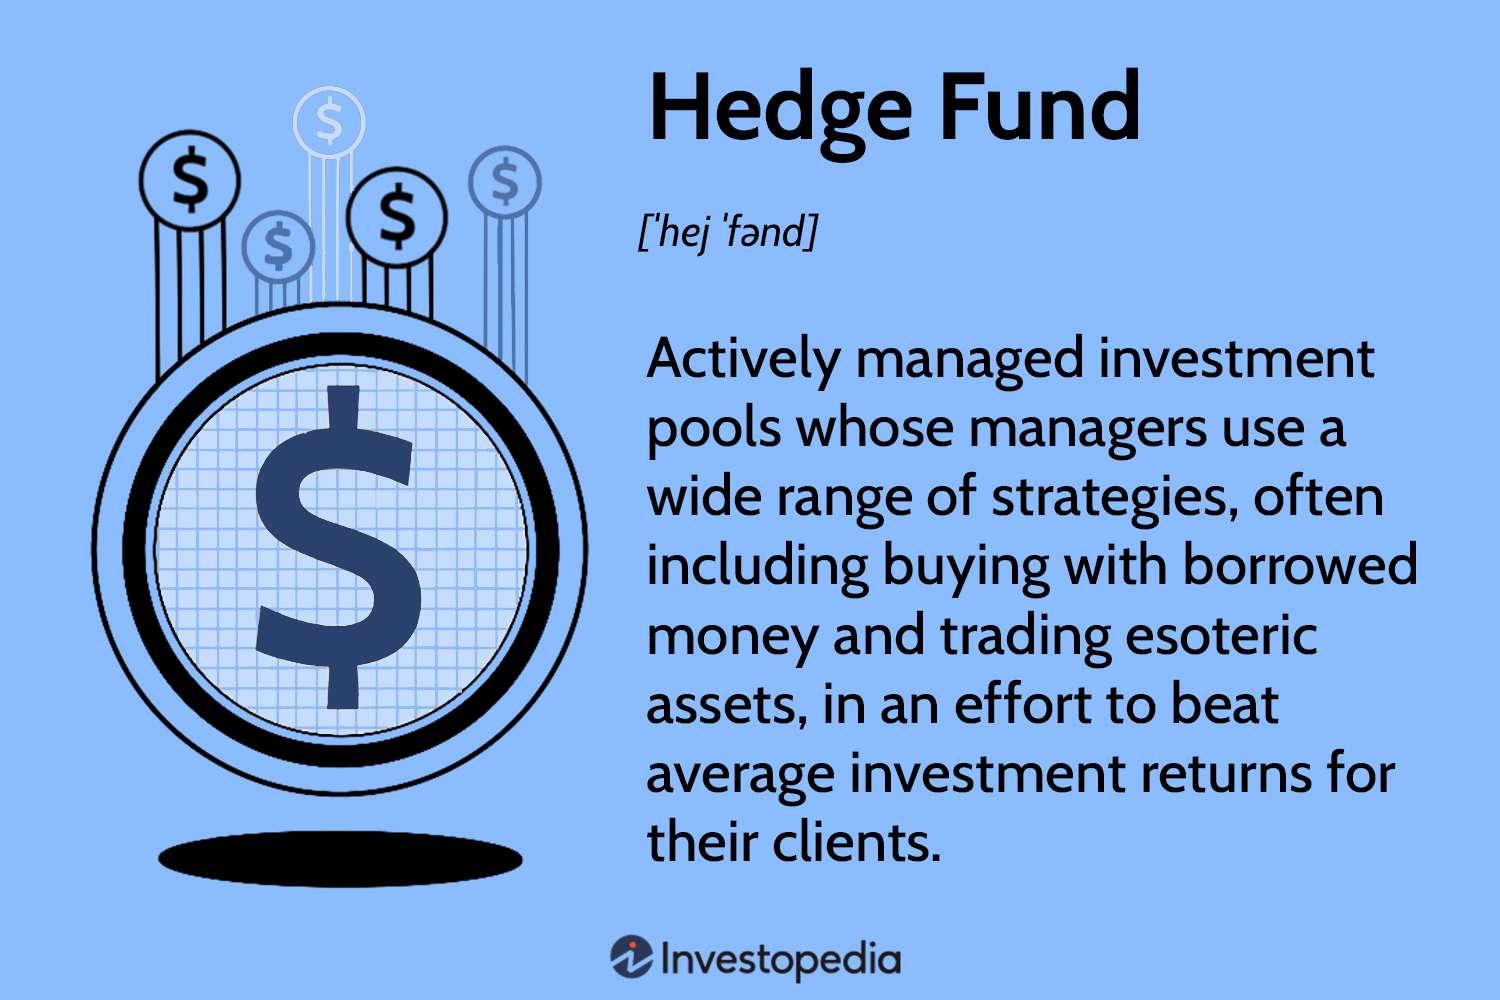 $
$
$
$
$
$
Hedge Fund
['hej 'fənd]
Actively managed investment
pools whose managers use a
wide range of strategies, often
including buying with borrowed
money and trading esoteric
assets, in an effort to beat
average investment returns for
their clients.
Investopedia